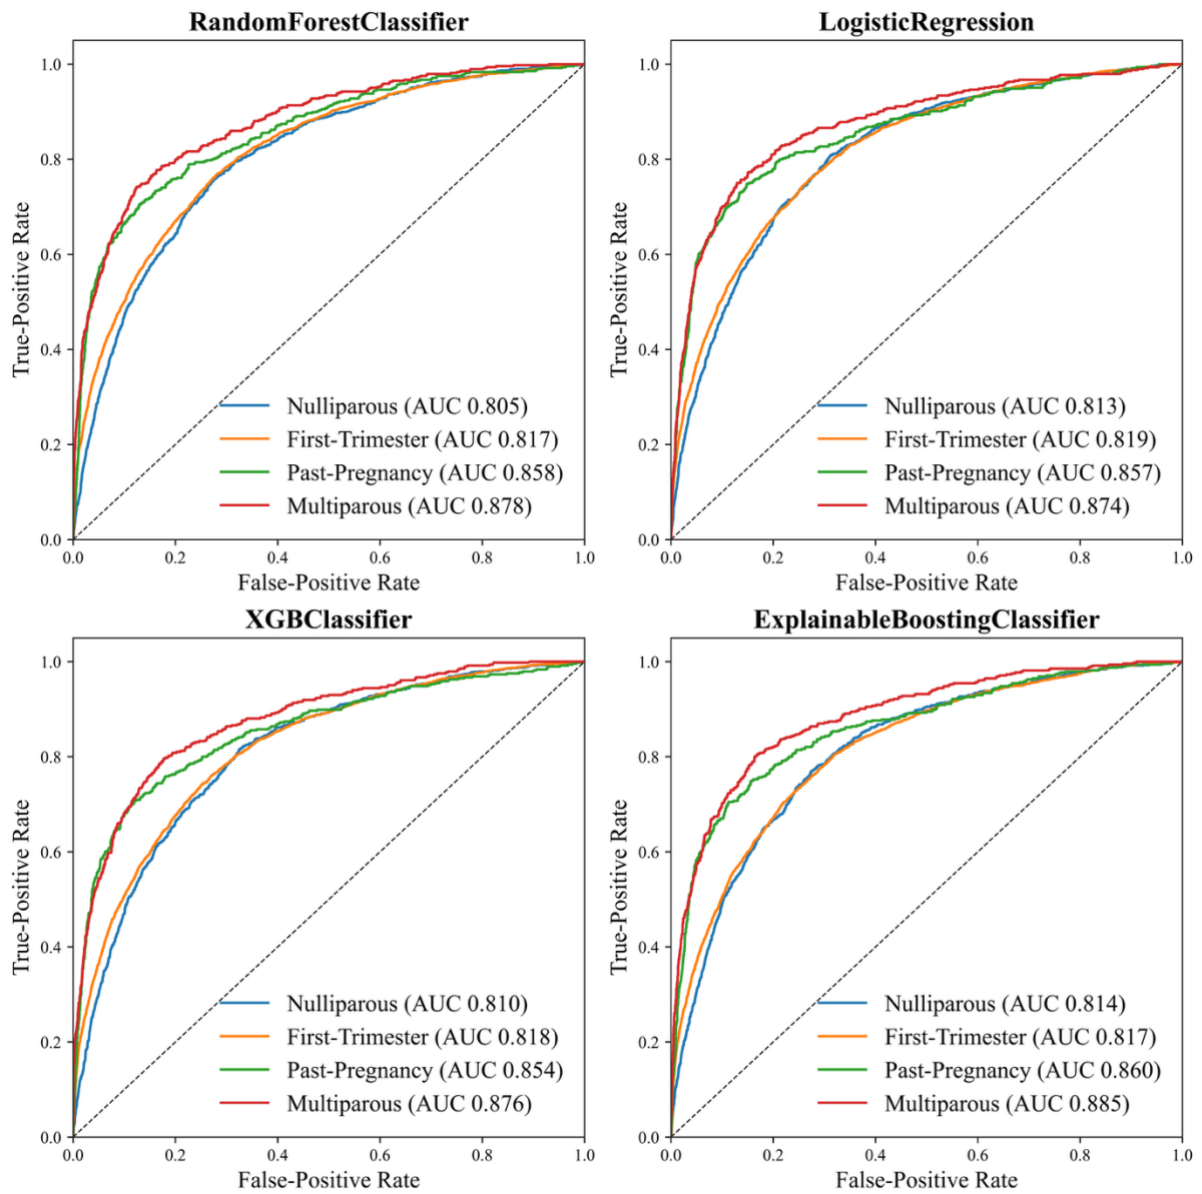 RandomForestClassifier
True-Positive Rate
1.0
0.8
0.6
0.4
0.2
0.0
Nulliparous (AUC 0.805)
First-Trimester (AUC 0.817)
Past-Pregnancy (AUC 0.858)
Multiparous (AUC 0.878)
0.0 0.2 0.4 0.6 0.8 1.0
False-Positive Rate
LogisticRegression
True-Positive Rate
1.0
0.8
0.6
0.4
0.2
0.0
Nulliparous (AUC 0.813)
First-Trimester (AUC 0.819)
Past-Pregnancy (AUC 0.857)
Multiparous (AUC 0.874)
0.0 0.2 0.4 0.6 0.8 1.0
False-Positive Rate
XGBClassifier
True-Positive Rate
1.0
0.8
0.6
0.4
0.2
0.0
Nulliparous (AUC 0.810)
First-Trimester (AUC 0.818)
Past-Pregnancy (AUC 0.854)
Multiparous (AUC 0.876)
0.0 0.2 0.4 0.6 0.8 1.0
False-Positive Rate
ExplainableBoostingClassifier
True-Positive Rate
1.0
0.8
0.6
0.4
0.2
0.0
Nulliparous (AUC 0.814)
First-Trimester (AUC 0.817)
Past-Pregnancy (AUC 0.860)
Multiparous (AUC 0.885)
0.0 0.2 0.4 0.6 0.8 1.0
False-Positive Rate